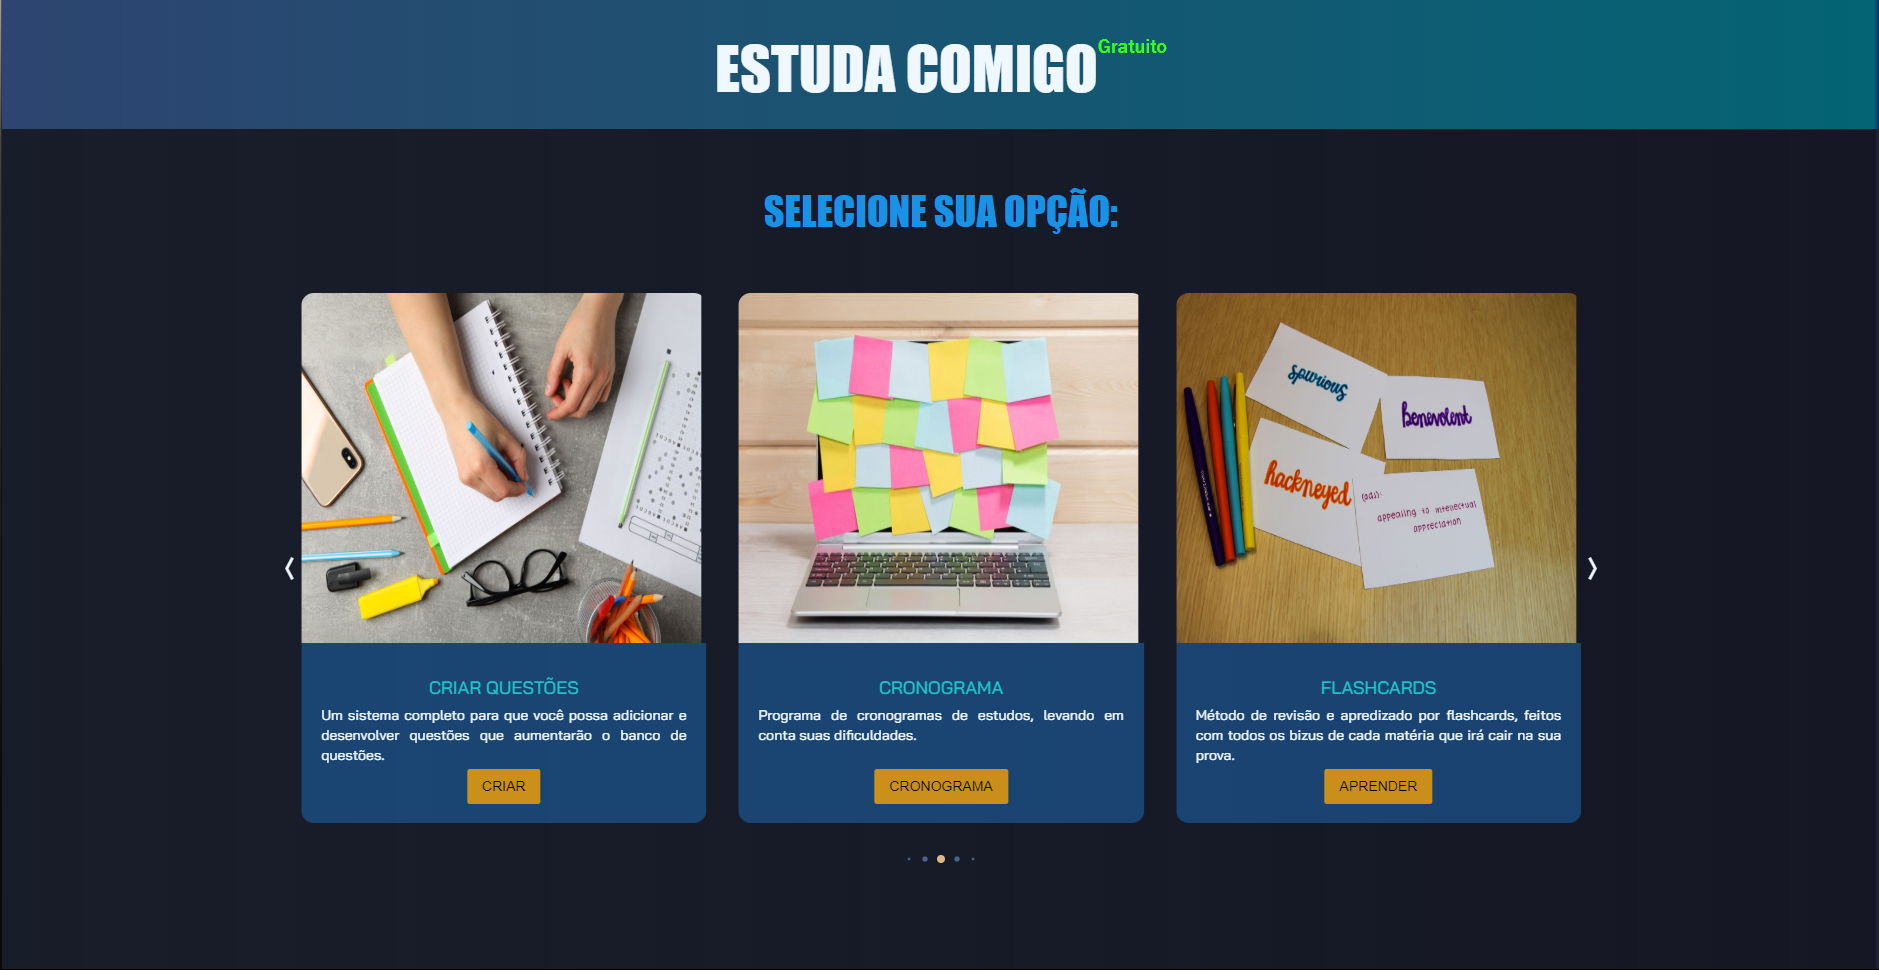 ESTUDA COMIGO Gratuito
SELECIONE SUA OPÇÃO:
spurious
benevolent
hackneyed
(adj):
appealing to intellectual
appreciation
CRIAR QUESTÕES
Um sistema completo para que você possa adicionar e
desenvolver questões que aumentarão o banco de
questões.
CRIAR
CRONOGRAMA
Programa de cronogramas de estudos, levando em
conta suas dificuldades.
CRONOGRAMA
FLASHCARDS
Método de revisão e apredizado por flashcards, feitos
com todos os bizus de cada matéria que irá cair na sua
prova.
APRENDER